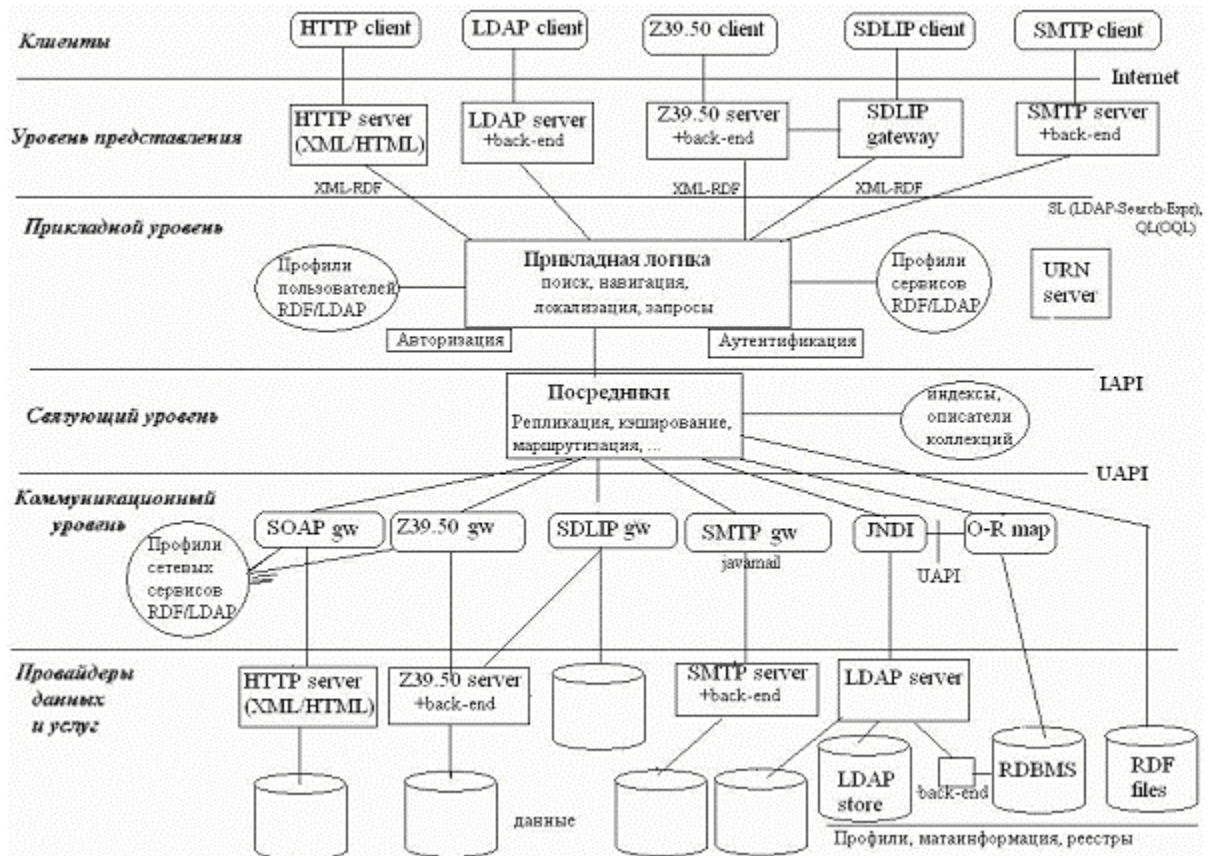 Клиенты
HTTP client
LDAP client
Z39.50 client
SDLIP client
SMTP client
Internet
Уровень представления
HTTP server
(XML/HTML)
LDAP server
+back-end
Z39.50 server
+back-end
SDLIP
gateway
SMTP server
+back-end
XML-RDF
XML-RDF
XML-RDF
SL (LDAP-Search-Expr),
QL(OQL)
Прикладной уровень
Профили
пользователей
RDF/LDAP
Прикладная логика
поиск, навигация,
локализация, запросы
Профили
сервисов
RDF/LDAP
URN
server
Авторизация
Аутентификация
IAPI
Связующий уровень
Посредники
Репликация, кэширование,
маршрутизация, ...
индексы,
описатели
коллекций
UAPI
Коммуникационный
уровень
SOAP gw
Z39.50 gw
SDLIP gw
SMTP gw
javamail
JNDI
O-R map
UAPI
Профили
сетевых
сервисов
RDF/LDAP
Провайдеры
данных
и услуг
HTTP server
(XML/HTML)
Z39.50 server
+back-end
SMTP server
+back-end
LDAP server
LDAP
store
back-end
RDBMS
RDF
files
данные
Профили, матаинформация, реестры